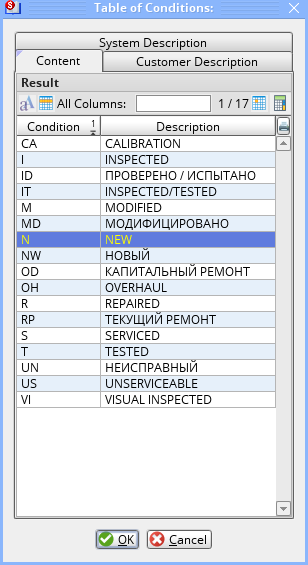 Table of Conditions:
System Description
Content Customer Description
Result
All Columns: 1 / 17
Condition 1 Description
CA CALIBRATION
I INSPECTED
ID ПРОВЕРЕНО / ИСПЫТАНО
IT INSPECTED/TESTED
M MODIFIED
MD МОДИФИЦИРОВАНО
N NEW
NW НОВЫЙ
OD КАПИТАЛЬНЫЙ РЕМОНТ
OH OVERHAUL
R REPAIRED
RP ТЕКУЩИЙ РЕМОНТ
S SERVICED
T TESTED
UN НЕИСПРАВНЫЙ
US UNSERVICEABLE
VI VISUAL INSPECTED
OK Cancel